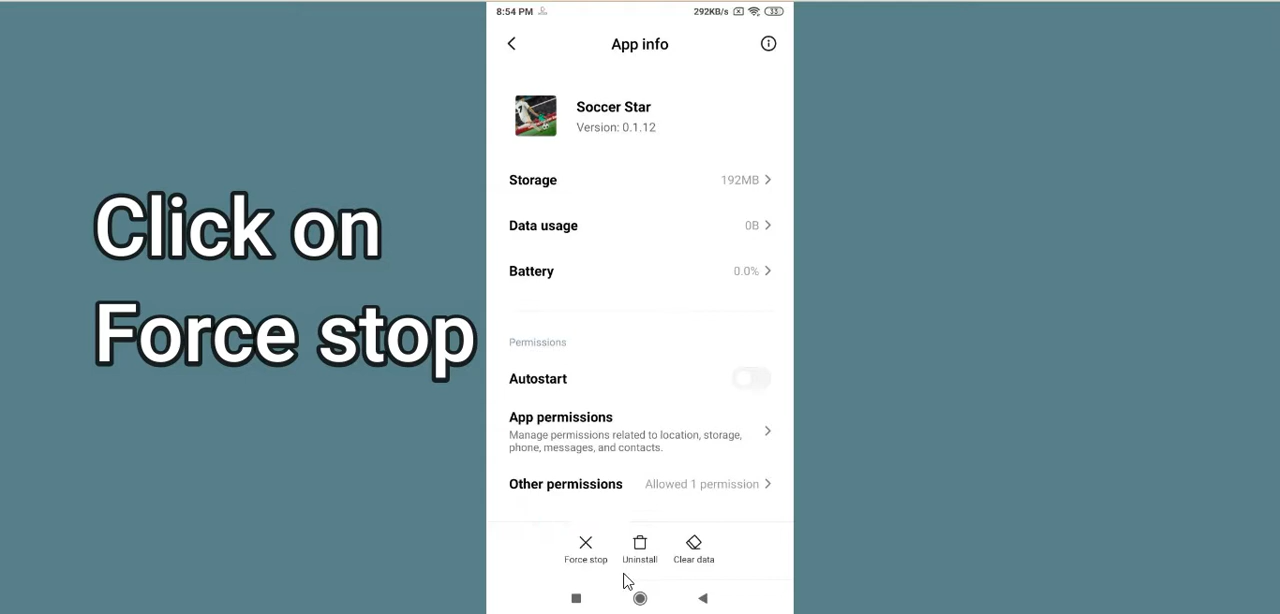 8:54 PM 292KB/s 33
App info
Soccer Star
Version: 0.1.12
Storage 192MB
Data usage 0B
Battery 0.0%
Permissions
Autostart
App permissions
Manage permissions related to location, storage,
phone, messages, and contacts.
Other permissions Allowed 1 permission
Force stop Uninstall Clear data
Click on
Force stop